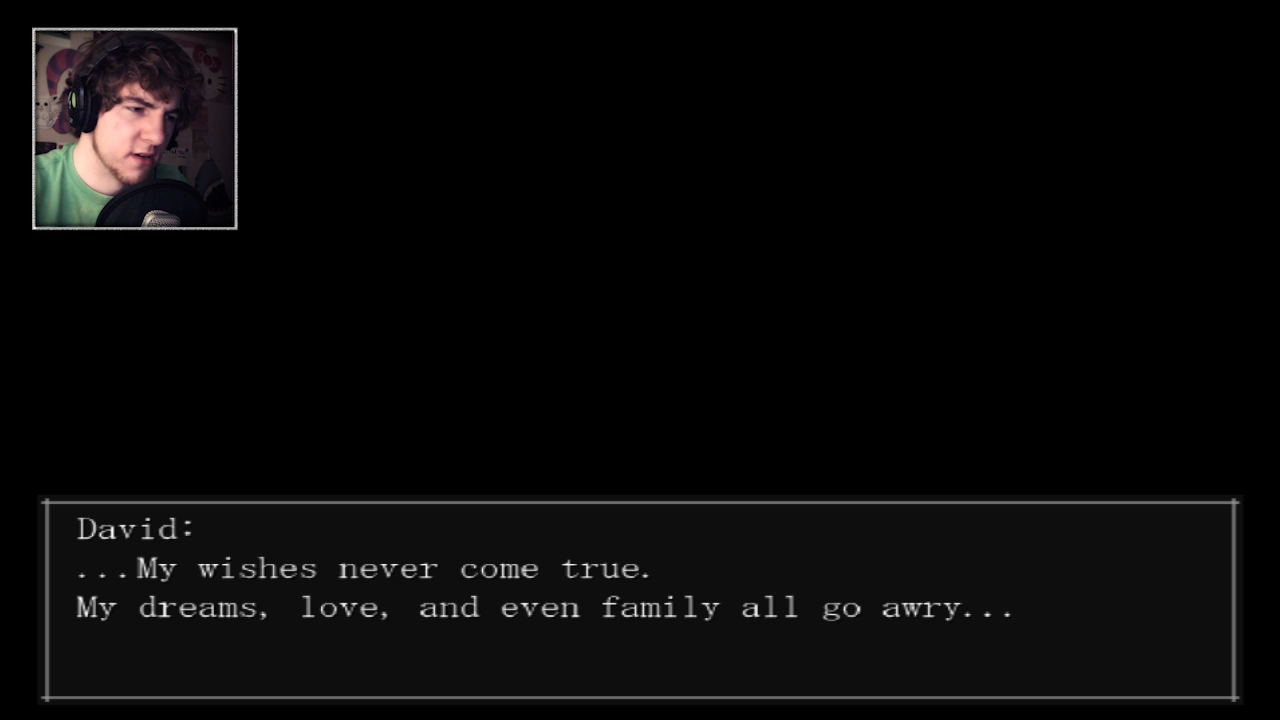 David:
...My wishes never come true.
My dreams, love, and even family all go awry...